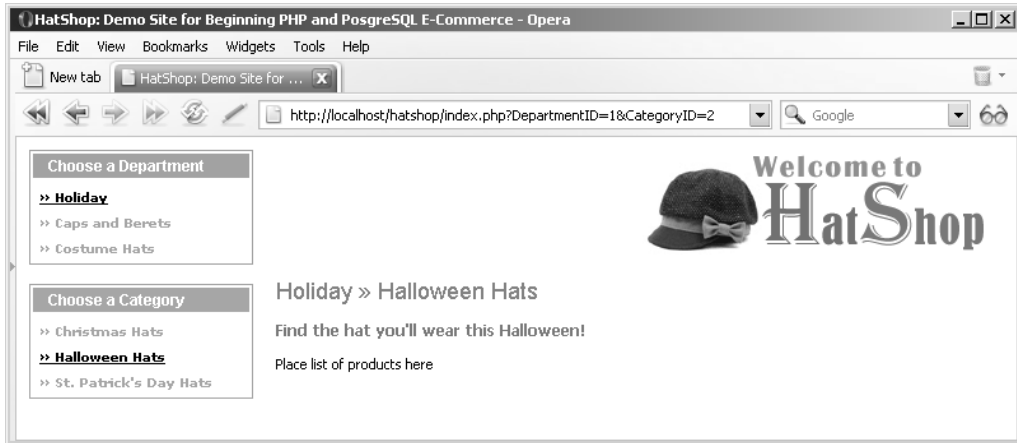 HatShop: Demo Site for Beginning PHP and PosgreSQL E-Commerce - Opera
File Edit View Bookmarks Widgets Tools Help
New tab HatShop: Demo Site for ...
http://localhost/hatshop/index.php?DepartmentID=1&CategoryID=2 Google
Choose a Department
» Holiday
» Caps and Berets
» Costume Hats
Welcome to
HatShop
Choose a Category
» Christmas Hats
» Halloween Hats
» St. Patrick's Day Hats
Holiday » Halloween Hats
Find the hat you'll wear this Halloween!
Place list of products here